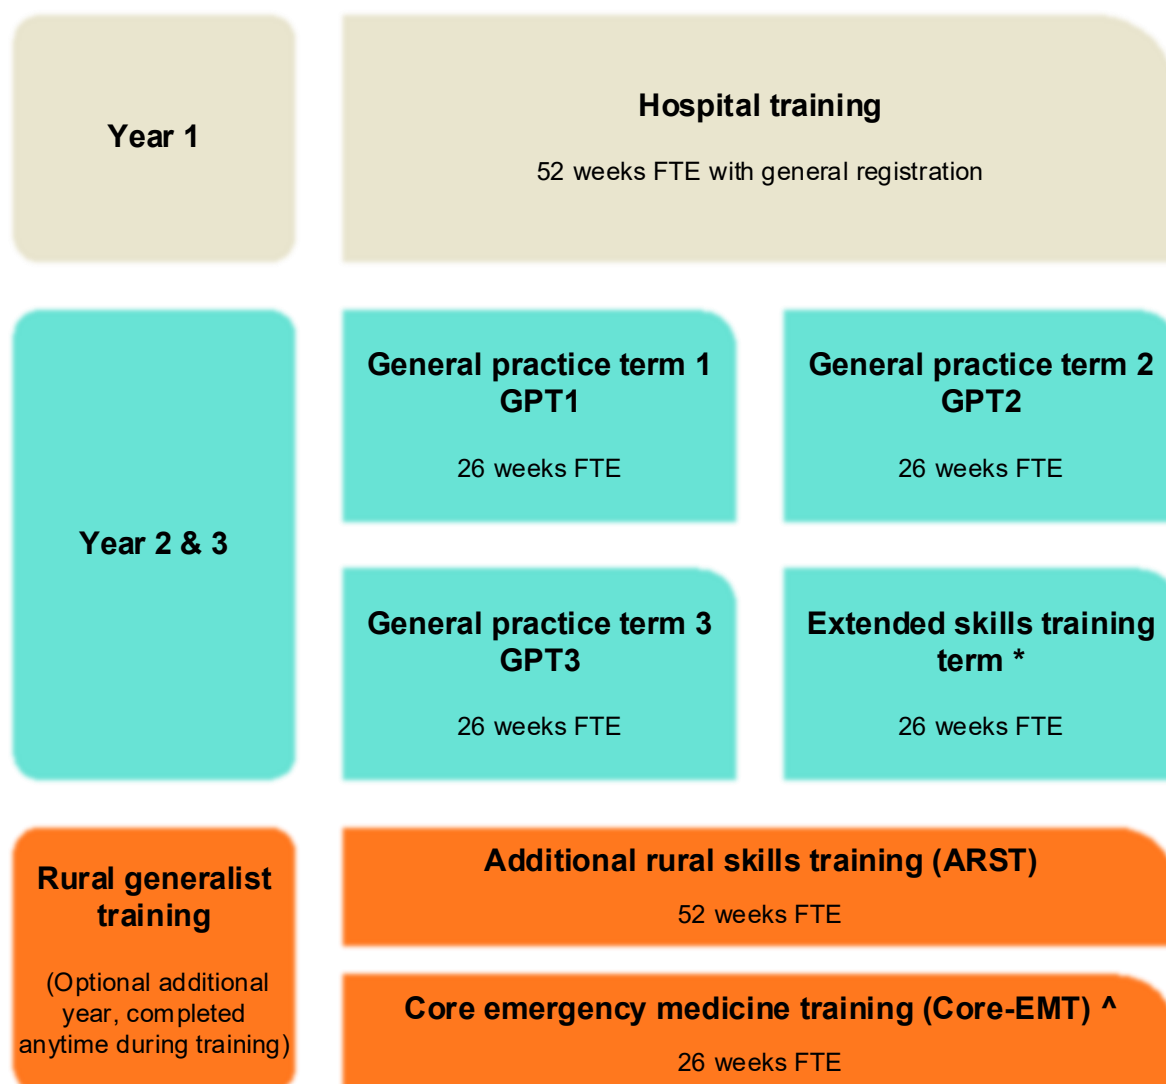 Year 1
Hospital training
52 weeks FTE with general registration
Year 2 & 3
General practice term 1
GPT1
26 weeks FTE
General practice term 2
GPT2
26 weeks FTE
General practice term 3
GPT3
26 weeks FTE
Extended skills training
term *
26 weeks FTE
Rural generalist
training
(Optional additional
year, completed
anytime during training)
Additional rural skills training (ARST)
52 weeks FTE
Core emergency medicine training (Core-EMT) ^
26 weeks FTE